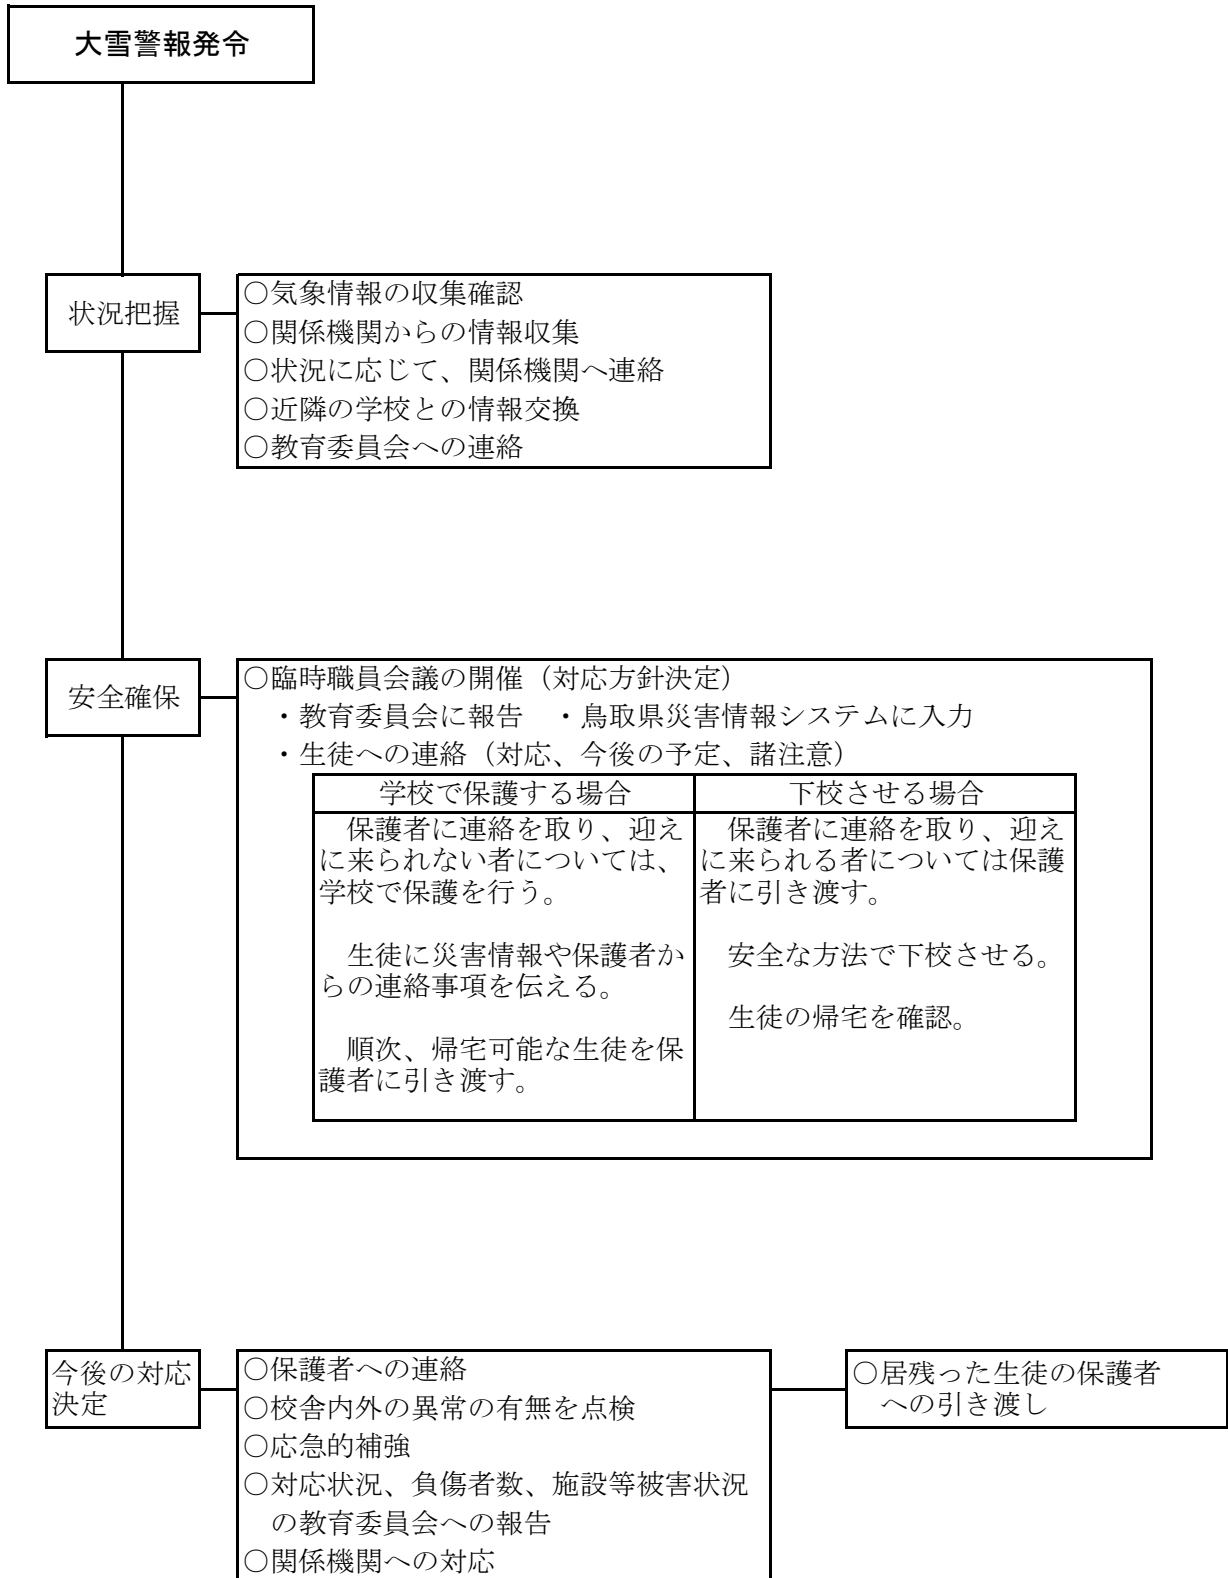 大雪警報発令
状況把握
○気象情報の収集確認
○関係機関からの情報収集
○状況に応じて、関係機関へ連絡
○近隣の学校との情報交換
○教育委員会への連絡
安全確保
○臨時職員会議の開催（対応方針決定）
・教育委員会に報告　・鳥取県災害情報システムに入力
・生徒への連絡（対応、今後の予定、諸注意）
学校で保護する場合
保護者に連絡を取り、迎え
に来られない者については、
学校で保護を行う。
生徒に災害情報や保護者か
らの連絡事項を伝える。
順次、帰宅可能な生徒を保
護者に引き渡す。
下校させる場合
保護者に連絡を取り、迎え
に来られる者については保護
者に引き渡す。
安全な方法で下校させる。
生徒の帰宅を確認。
今後の対応
決定
○保護者への連絡
○校舎内外の異常の有無を点検
○応急的補強
○対応状況、負傷者数、施設等被害状況
の教育委員会への報告
○関係機関への対応
○居残った生徒の保護者
への引き渡し